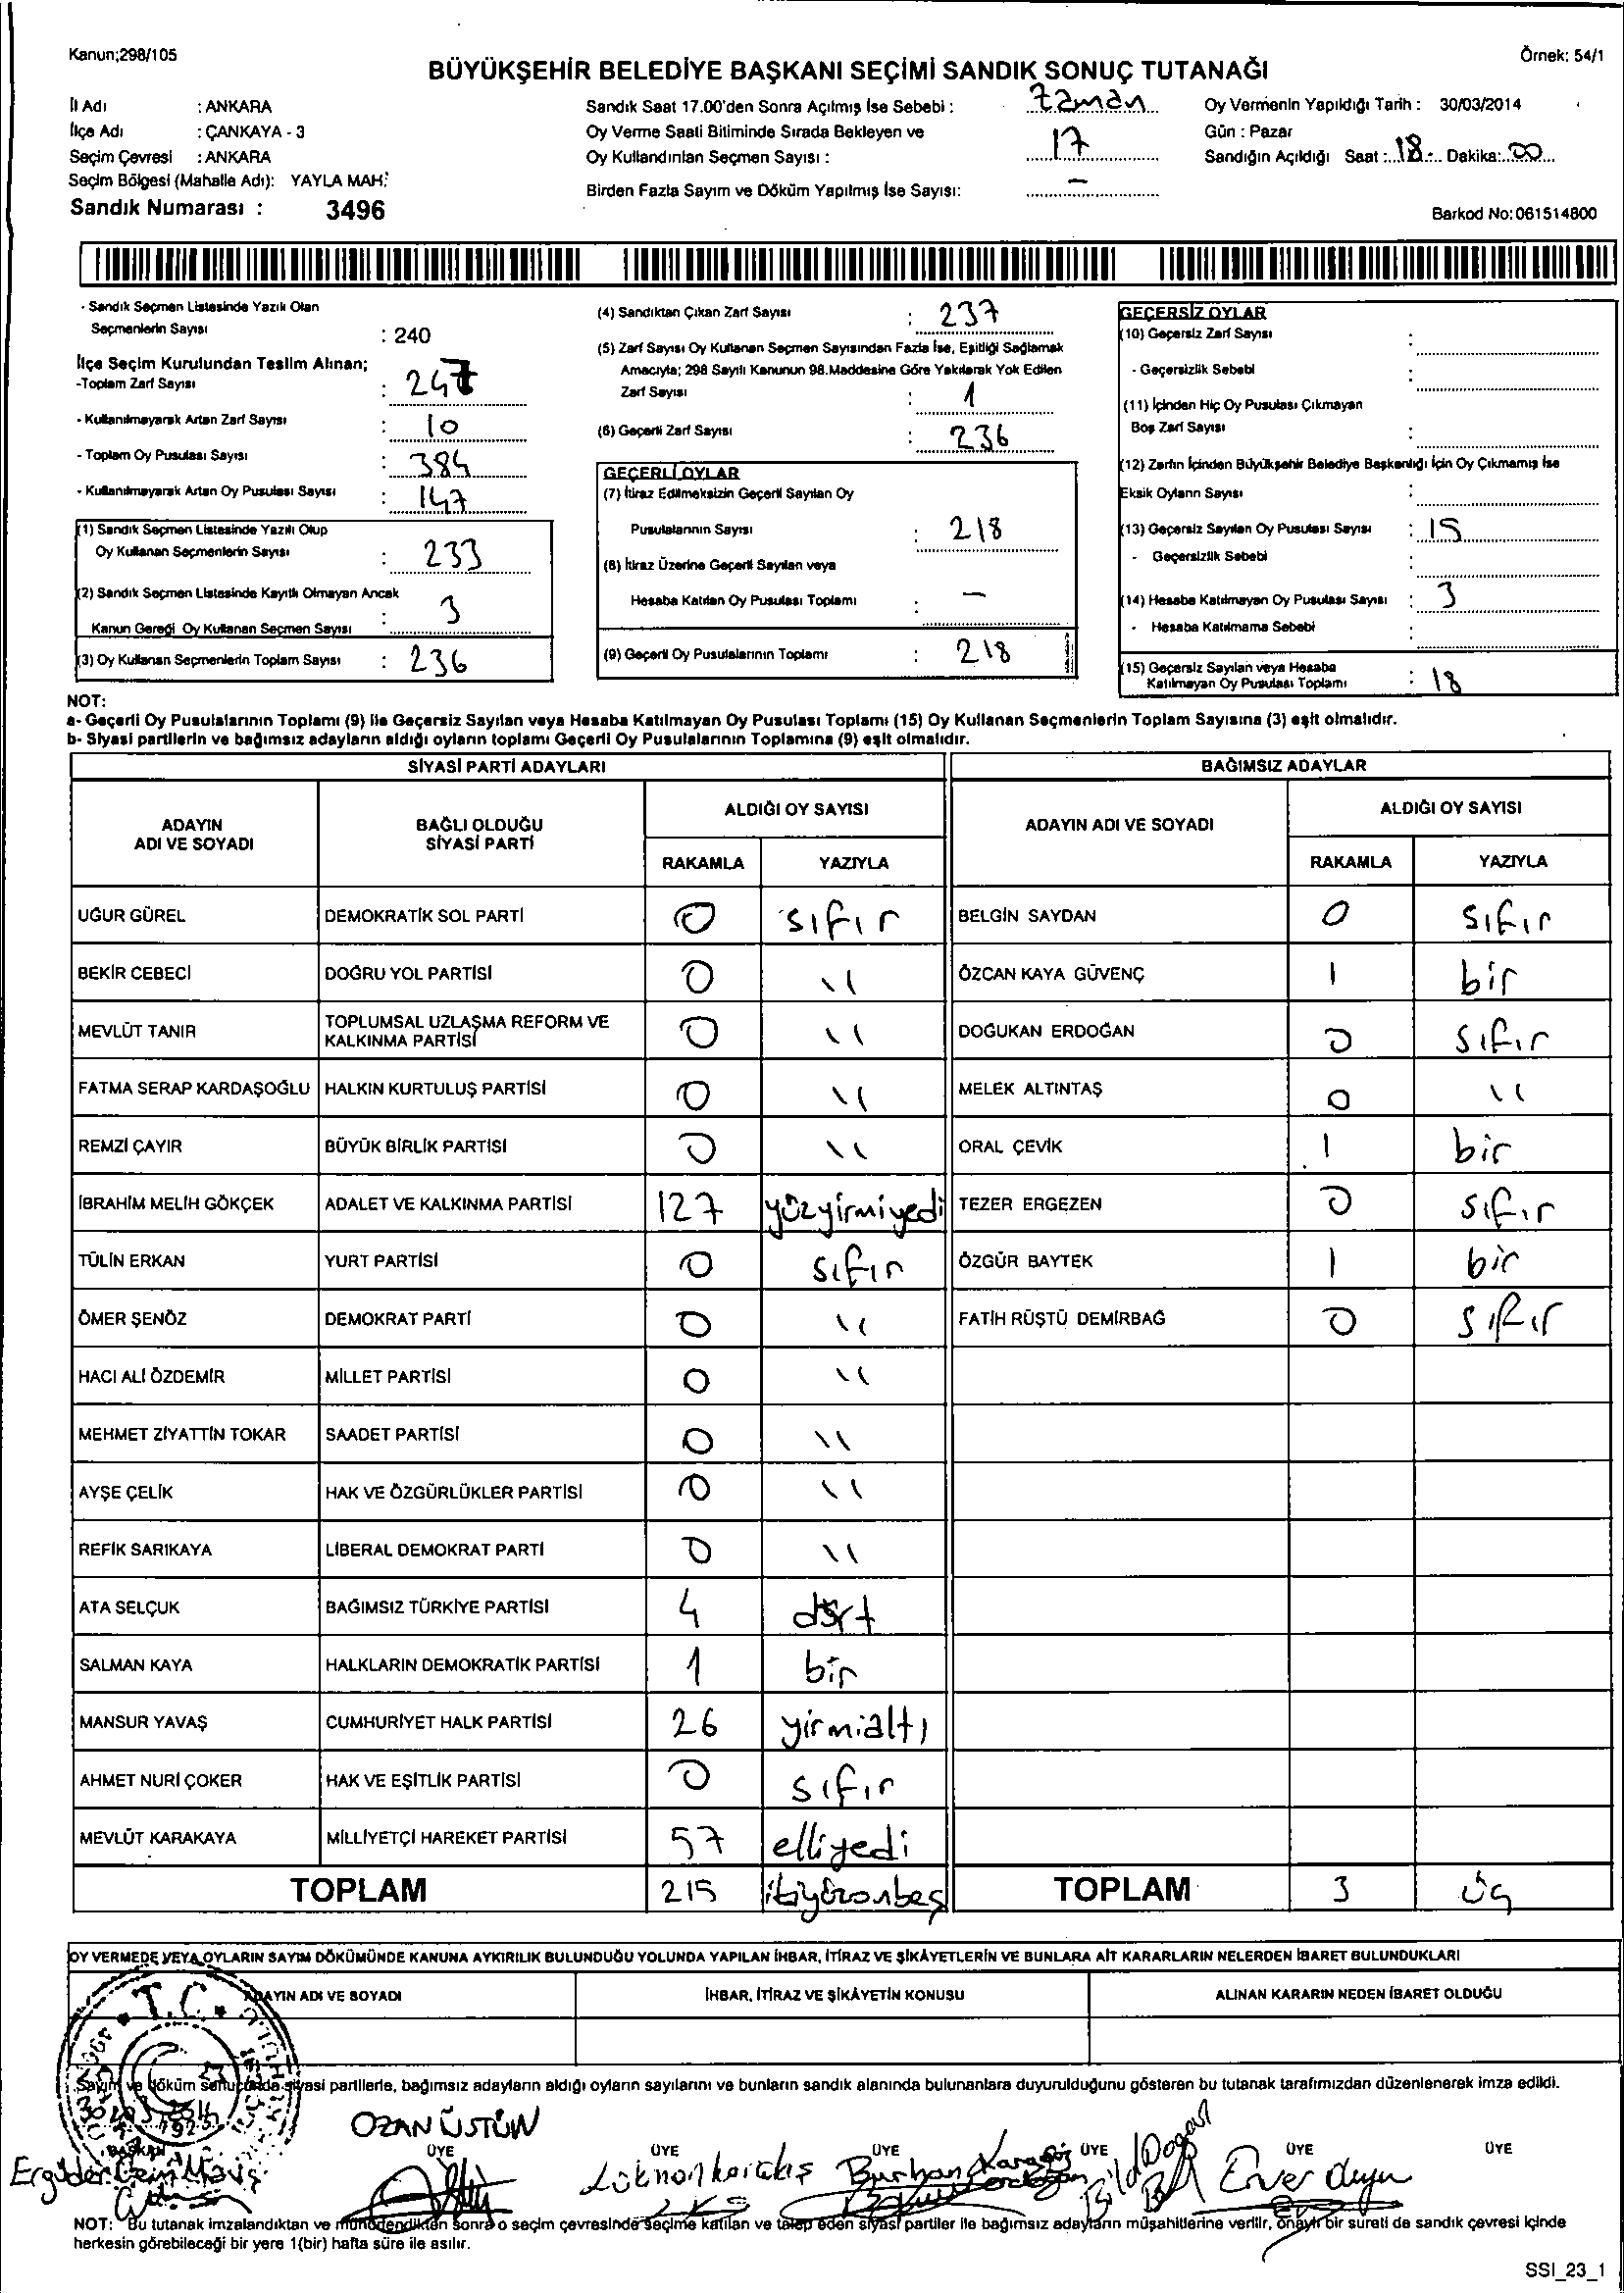 Kanun;298/105
Örnek: 54/1
BÜYÜKŞEHİR BELEDİYE BAŞKANI SEÇİMİ SANDIK SONUÇ TUTANAĞI
İl Adı : ANKARA
İlçe Adı : ÇANKAYA - 3
Seçim Çevresi : ANKARA
Seçim Bölgesi (Mahalle Adı): YAYLA MAH.
Sandık Numarası : 3496
Sandık Saat 17.00'den Sonra Açılmış İse Sebebi : zaman
Oy Verme Saati Bitiminde Sırada Bekleyen ve
Oy Kullandırılan Seçmen Sayısı : 17
Birden Fazla Sayım ve Döküm Yapılmış İse Sayısı: -
Oy Vermenin Yapıldığı Tarih : 30/03/2014
Gün : Pazar
Sandığın Açıldığı Saat : 18 Dakika: 00
Barkod No: 061514800
- Sandık Seçmen Listesinde Yazılı Olan
Seçmenlerin Sayısı : 240
İlçe Seçim Kurulundan Teslim Alınan;
-Toplam Zarf Sayısı : 247
- Kullanılmayarak Artan Zarf Sayısı : 10
- Toplam Oy Pusulası Sayısı : 384
- Kullanılmayarak Artan Oy Pusulası Sayısı : 147
(1) Sandık Seçmen Listesinde Yazılı Olup
Oy Kullanan Seçmenlerin Sayısı : 233
(2) Sandık Seçmen Listesinde Kayıtlı Olmayan Ancak
Kanun Gereği Oy Kullanan Seçmen Sayısı : 3
(3) Oy Kullanan Seçmenlerin Toplam Sayısı : 236
(4) Sandıktan Çıkan Zarf Sayısı : 237
(5) Zarf Sayısı Oy Kullanan Seçmen Sayısından Fazla İse, Eşitliği Sağlamak
Amacıyla; 298 Sayılı Kanunun 98.Maddesine Göre Yakılarak Yok Edilen
Zarf Sayısı : 1
(6) Geçerli Zarf Sayısı : 236
GEÇERLİ OYLAR
(7) İtiraz Edilmeksizin Geçerli Sayılan Oy
Pusulalarının Sayısı : 218
(8) İtiraz Üzerine Geçerli Sayılan veya
Hesaba Katılan Oy Pusulası Toplamı : -
(9) Geçerli Oy Pusulalarının Toplamı : 218
GEÇERSİZ OYLAR
(10) Geçersiz Zarf Sayısı :
- Geçersizlik Sebebi :
(11) İçinden Hiç Oy Pusulası Çıkmayan
Boş Zarf Sayısı :
(12) Zarfın İçinden Büyükşehir Belediye Başkanlığı İçin Oy Çıkmamış İse
Eksik Oyların Sayısı :
(13) Geçersiz Sayılan Oy Pusulası Sayısı : 15
- Geçersizlik Sebebi :
(14) Hesaba Katılmayan Oy Pusulası Sayısı : 3
- Hesaba Katılmama Sebebi :
(15) Geçersiz Sayılan veya Hesaba
Katılmayan Oy Pusulası Toplamı : 18
NOT:
a- Geçerli Oy Pusulalarının Toplamı (9) ile Geçersiz Sayılan veya Hesaba Katılmayan Oy Pusulası Toplamı (15) Oy Kullanan Seçmenlerin Toplam Sayısına (3) eşit olmalıdır.
b- Siyasi partilerin ve bağımsız adayların aldığı oyların toplamı Geçerli Oy Pusulalarının Toplamına (9) eşit olmalıdır.
SİYASİ PARTİ ADAYLARI
BAĞIMSIZ ADAYLAR
ADAYIN ADI VE SOYADI
BAĞLI OLDUĞU SİYASİ PARTİ
ALDIĞI OY SAYISI
RAKAMLA YAZIYLA
ADAYIN ADI VE SOYADI
ALDIĞI OY SAYISI
RAKAMLA YAZIYLA
UĞUR GÜREL DEMOKRATİK SOL PARTİ 0 sıfır BELGİN SAYDAN 0 sıfır
BEKİR CEBECİ DOĞRU YOL PARTİSİ 0 \\ ÖZCAN KAYA GÜVENÇ 1 bir
MEVLÜT TANIR TOPLUMSAL UZLAŞMA REFORM VE KALKINMA PARTİSİ 0 \\ DOĞUKAN ERDOĞAN 0 sıfır
FATMA SERAP KARDAŞOĞLU HALKIN KURTULUŞ PARTİSİ 0 \\ MELEK ALTINTAŞ 0 \\
REMZİ ÇAYIR BÜYÜK BİRLİK PARTİSİ 0 \\ ORAL ÇEVİK 1 bir
İBRAHİM MELİH GÖKÇEK ADALET VE KALKINMA PARTİSİ 127 yüzyirmiyedi TEZER ERGEZEN 0 sıfır
TÜLİN ERKAN YURT PARTİSİ 0 sıfır ÖZGÜR BAYTEK 1 bir
ÖMER ŞENÖZ DEMOKRAT PARTİ 0 \\ FATİH RÜŞTÜ DEMİRBAĞ 0 sıfır
HACI ALİ ÖZDEMİR MİLLET PARTİSİ 0 \\
MEHMET ZİYATTİN TOKAR SAADET PARTİSİ 0 \\
AYŞE ÇELİK HAK VE ÖZGÜRLÜKLER PARTİSİ 0 \\
REFİK SARIKAYA LİBERAL DEMOKRAT PARTİ 0 \\
ATA SELÇUK BAĞIMSIZ TÜRKİYE PARTİSİ 4 dört
SALMAN KAYA HALKLARIN DEMOKRATİK PARTİSİ 1 bir
MANSUR YAVAŞ CUMHURİYET HALK PARTİSİ 26 yirmialtı
AHMET NURİ ÇOKER HAK VE EŞİTLİK PARTİSİ 0 sıfır
MEVLÜT KARAKAYA MİLLİYETÇİ HAREKET PARTİSİ 57 elliyedi
TOPLAM 215 ikiyüzonbeş TOPLAM 3 üç
OY VERMEDE VEYA OYLARIN SAYIM DÖKÜMÜNDE KANUNA AYKIRILIK BULUNDUĞU YOLUNDA YAPILAN İHBAR, İTİRAZ VE ŞİKÂYETLERİN VE BUNLARA AİT KARARLARIN NELERDEN İBARET BULUNDUKLARI
ADAYIN ADI VE SOYADI İHBAR, İTİRAZ VE ŞİKÂYETİN KONUSU ALINAN KARARIN NEDEN İBARET OLDUĞU
T.C.
Sayım ve döküm sonucunda siyasi partilerle, bağımsız adayların aldığı oyların sayılarını ve bunların sandık alanında bulunanlara duyurulduğunu gösteren bu tutanak tarafımızdan düzenlenerek imza edildi.
OZAN ÜSTÜN
BAŞKAN ÜYE ÜYE ÜYE ÜYE ÜYE ÜYE
Lokman karakaş Burhan Enver duyu
NOT: Bu tutanak imzalandıktan ve mühürlendikten sonra o seçim çevresinde seçime katılan ve talep eden siyasi partiler ile bağımsız adayların müşahitlerine verilir, onaylı bir sureti de sandık çevresi içinde
herkesin görebileceği bir yere 1(bir) hafta süre ile asılır.
SSI_23_1